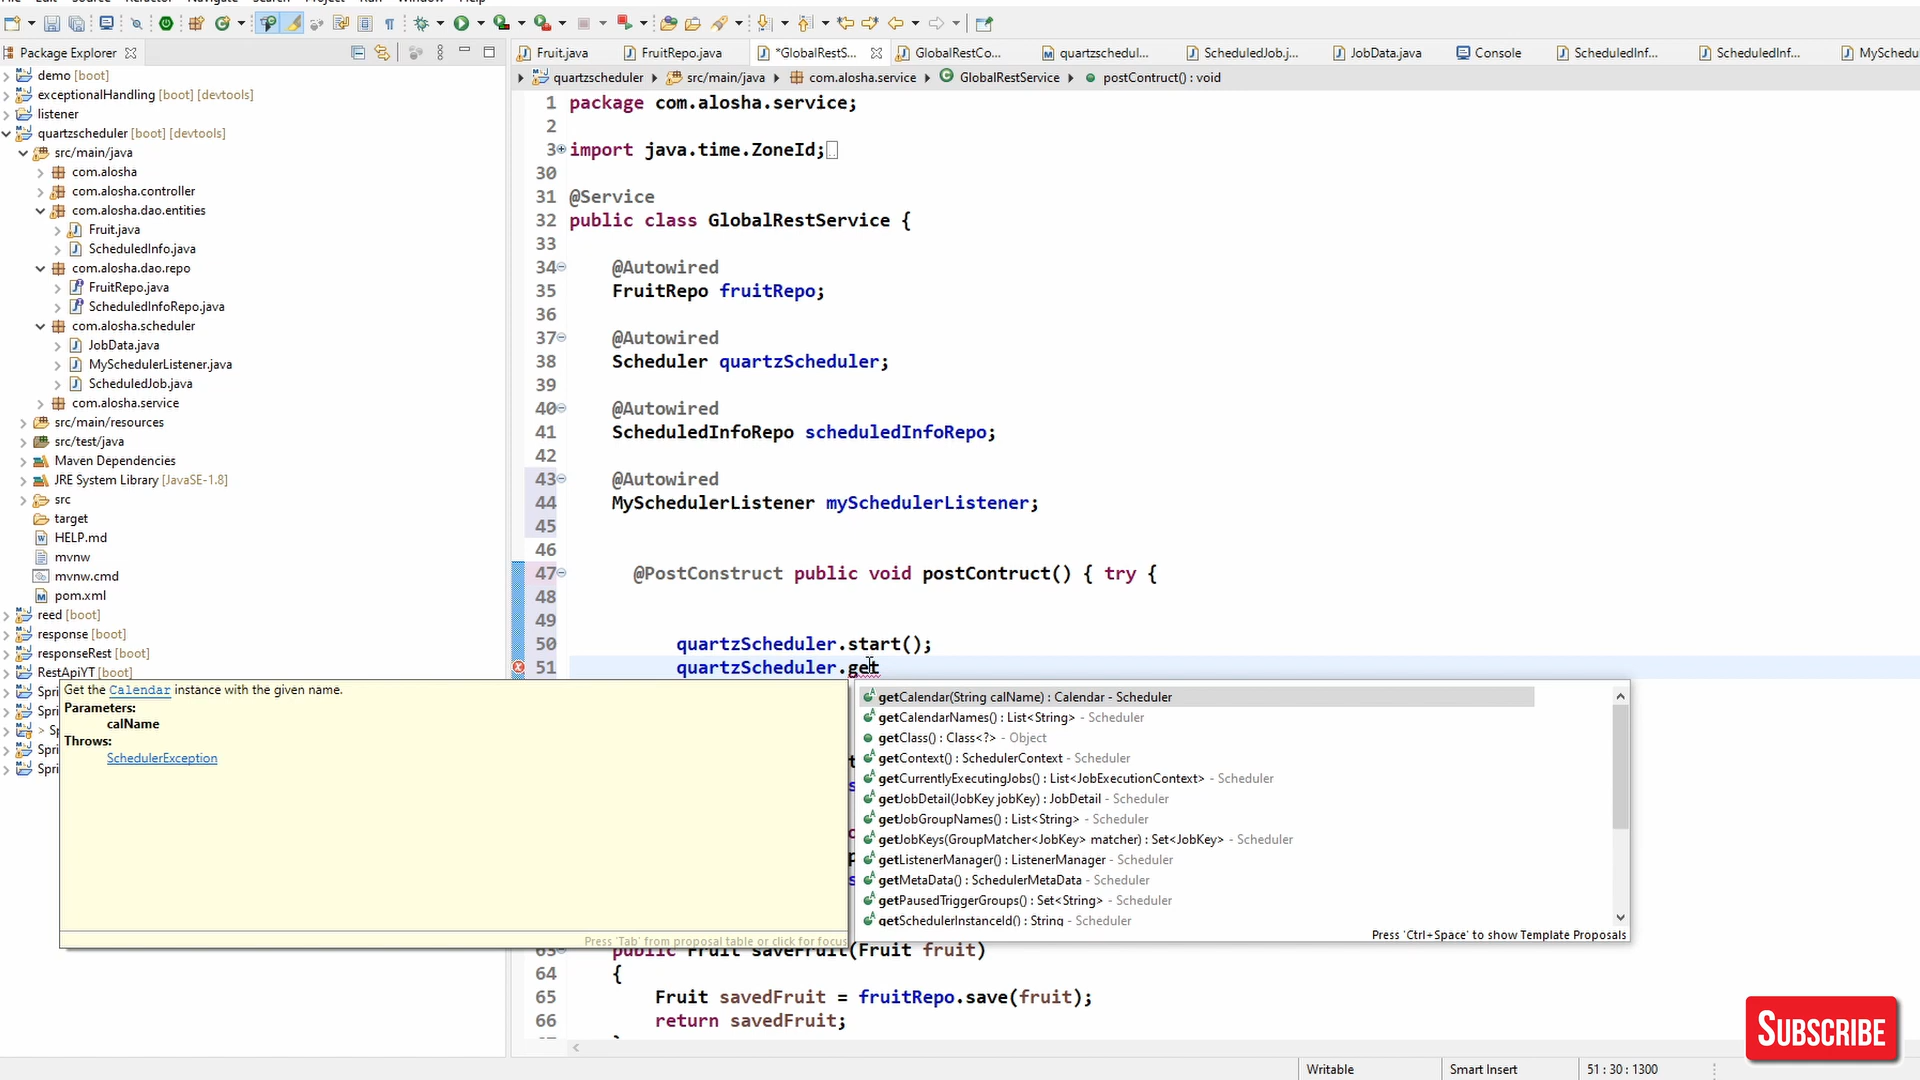 Package Explorer
Fruit.java
FruitRepo.java
*GlobalRestS...
GlobalRestCo...
quartzschedul...
ScheduledJob.j...
JobData.java
Console
ScheduledInf...
ScheduledInf...
MySchedu
quartzscheduler
src/main/java
com.alosha.service
GlobalRestService
postContruct() : void
demo [boot]
exceptionalHandling [boot] [devtools]
listener
quartzscheduler [boot] [devtools]
src/main/java
com.alosha
com.alosha.controller
com.alosha.dao.entities
Fruit.java
ScheduledInfo.java
com.alosha.dao.repo
FruitRepo.java
ScheduledInfoRepo.java
com.alosha.scheduler
JobData.java
MySchedulerListener.java
ScheduledJob.java
com.alosha.service
src/main/resources
src/test/java
Maven Dependencies
JRE System Library [JavaSE-1.8]
src
target
HELP.md
mvnw
mvnw.cmd
pom.xml
reed [boot]
response [boot]
responseRest [boot]
RestApiYT [boot]
Spri
Spri
> Sp
Spri
Spri
1 package com.alosha.service;
2
3 import java.time.ZoneId;
30
31 @Service
32 public class GlobalRestService {
33
34 @Autowired
35 FruitRepo fruitRepo;
36
37 @Autowired
38 Scheduler quartzScheduler;
39
40 @Autowired
41 ScheduledInfoRepo scheduledInfoRepo;
42
43 @Autowired
44 MySchedulerListener mySchedulerListener;
45
46
47 @PostConstruct public void postContruct() { try {
48
49
50 quartzScheduler.start();
51 quartzScheduler.get
Get the Calendar instance with the given name.
Parameters:
calName
Throws:
SchedulerException
Press 'Tab' from proposal table or click for focus
getCalendar(String calName) : Calendar - Scheduler
getCalendarNames() : List<String> - Scheduler
getClass() : Class<?> - Object
getContext() : SchedulerContext - Scheduler
getCurrentlyExecutingJobs() : List<JobExecutionContext> - Scheduler
getJobDetail(JobKey jobKey) : JobDetail - Scheduler
getJobGroupNames() : List<String> - Scheduler
getJobKeys(GroupMatcher<JobKey> matcher) : Set<JobKey> - Scheduler
getListenerManager() : ListenerManager - Scheduler
getMetaData() : SchedulerMetaData - Scheduler
getPausedTriggerGroups() : Set<String> - Scheduler
getSchedulerInstanceId() : String - Scheduler
Press 'Ctrl+Space' to show Template Proposals
63 public Fruit saveFruit(Fruit fruit)
64 {
65 Fruit savedFruit = fruitRepo.save(fruit);
66 return savedFruit;
SUBSCRIBE
Writable
Smart Insert
51 : 30 : 1300